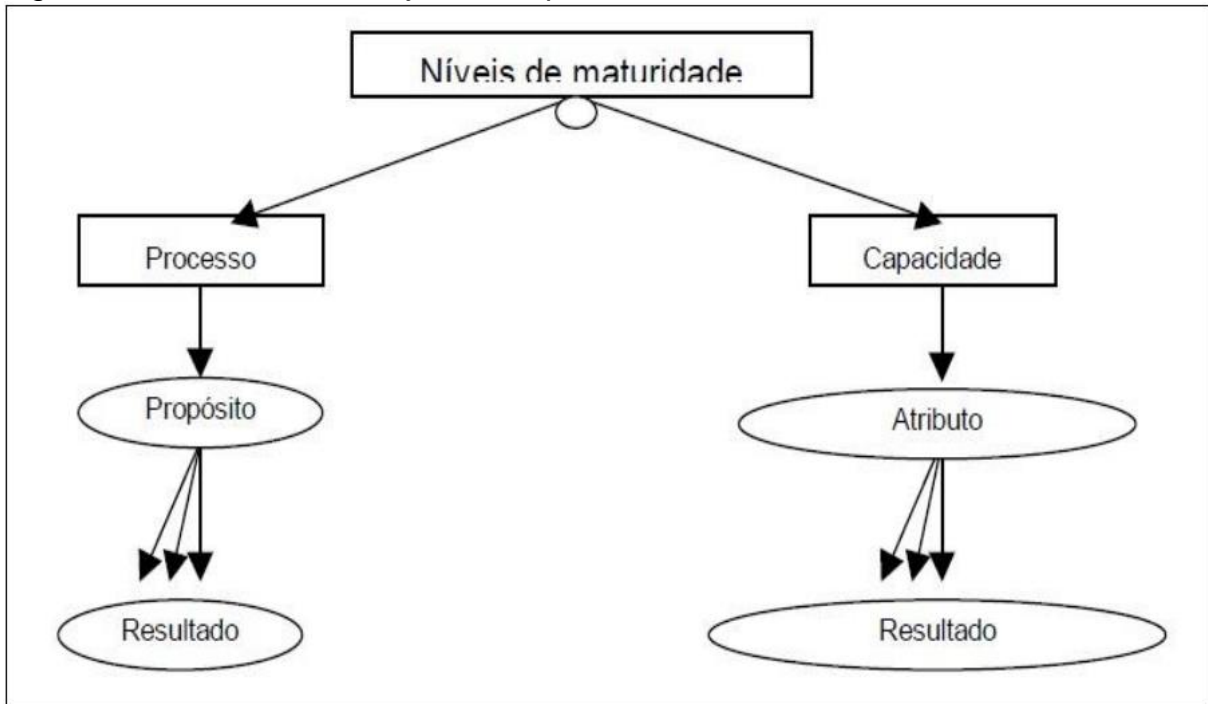 Níveis de maturidade
Processo
Capacidade
Propósito
Atributo
Resultado
Resultado